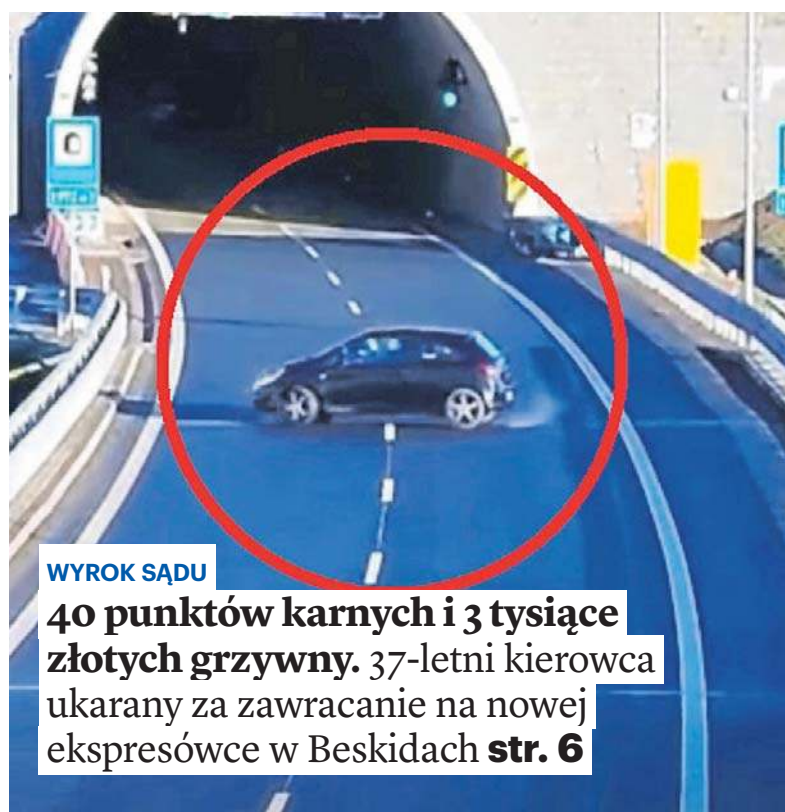 WYROK SĄDU
40 punktów karnych i 3 tysiące
złotych grzywny. 37-letni kierowca
ukarany za zawracanie na nowej
ekspresówce w Beskidach str. 6